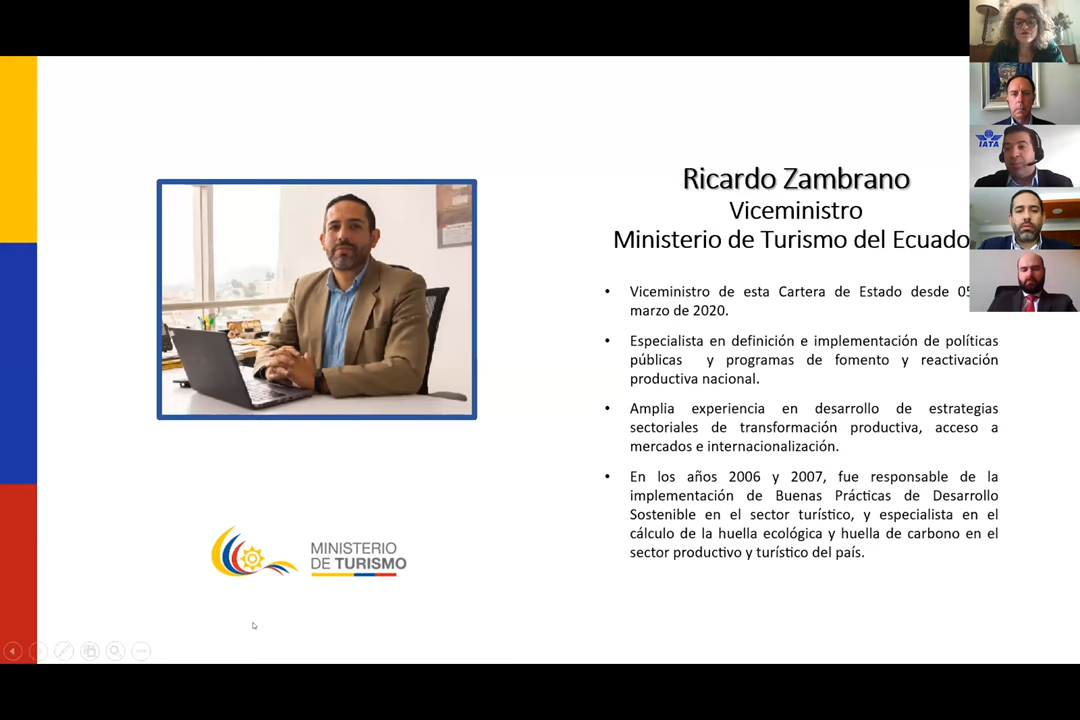 Ricardo Zambrano
Viceministro
Ministerio de Turismo del Ecuado
• Viceministro de esta Cartera de Estado desde
marzo de 2020.
• Especialista en definición e implementación de políticas
públicas y programas de fomento y reactivación
productiva nacional.
• Amplia experiencia en desarrollo de estrategias
sectoriales de transformación productiva, acceso a
mercados e internacionalización.
• En los años 2006 y 2007, fue responsable de la
implementación de Buenas Prácticas de Desarrollo
Sostenible en el sector turístico, y especialista en el
cálculo de la huella ecológica y huella de carbono en el
sector productivo y turístico del país.
MINISTERIO
DE TURISMO
IATA